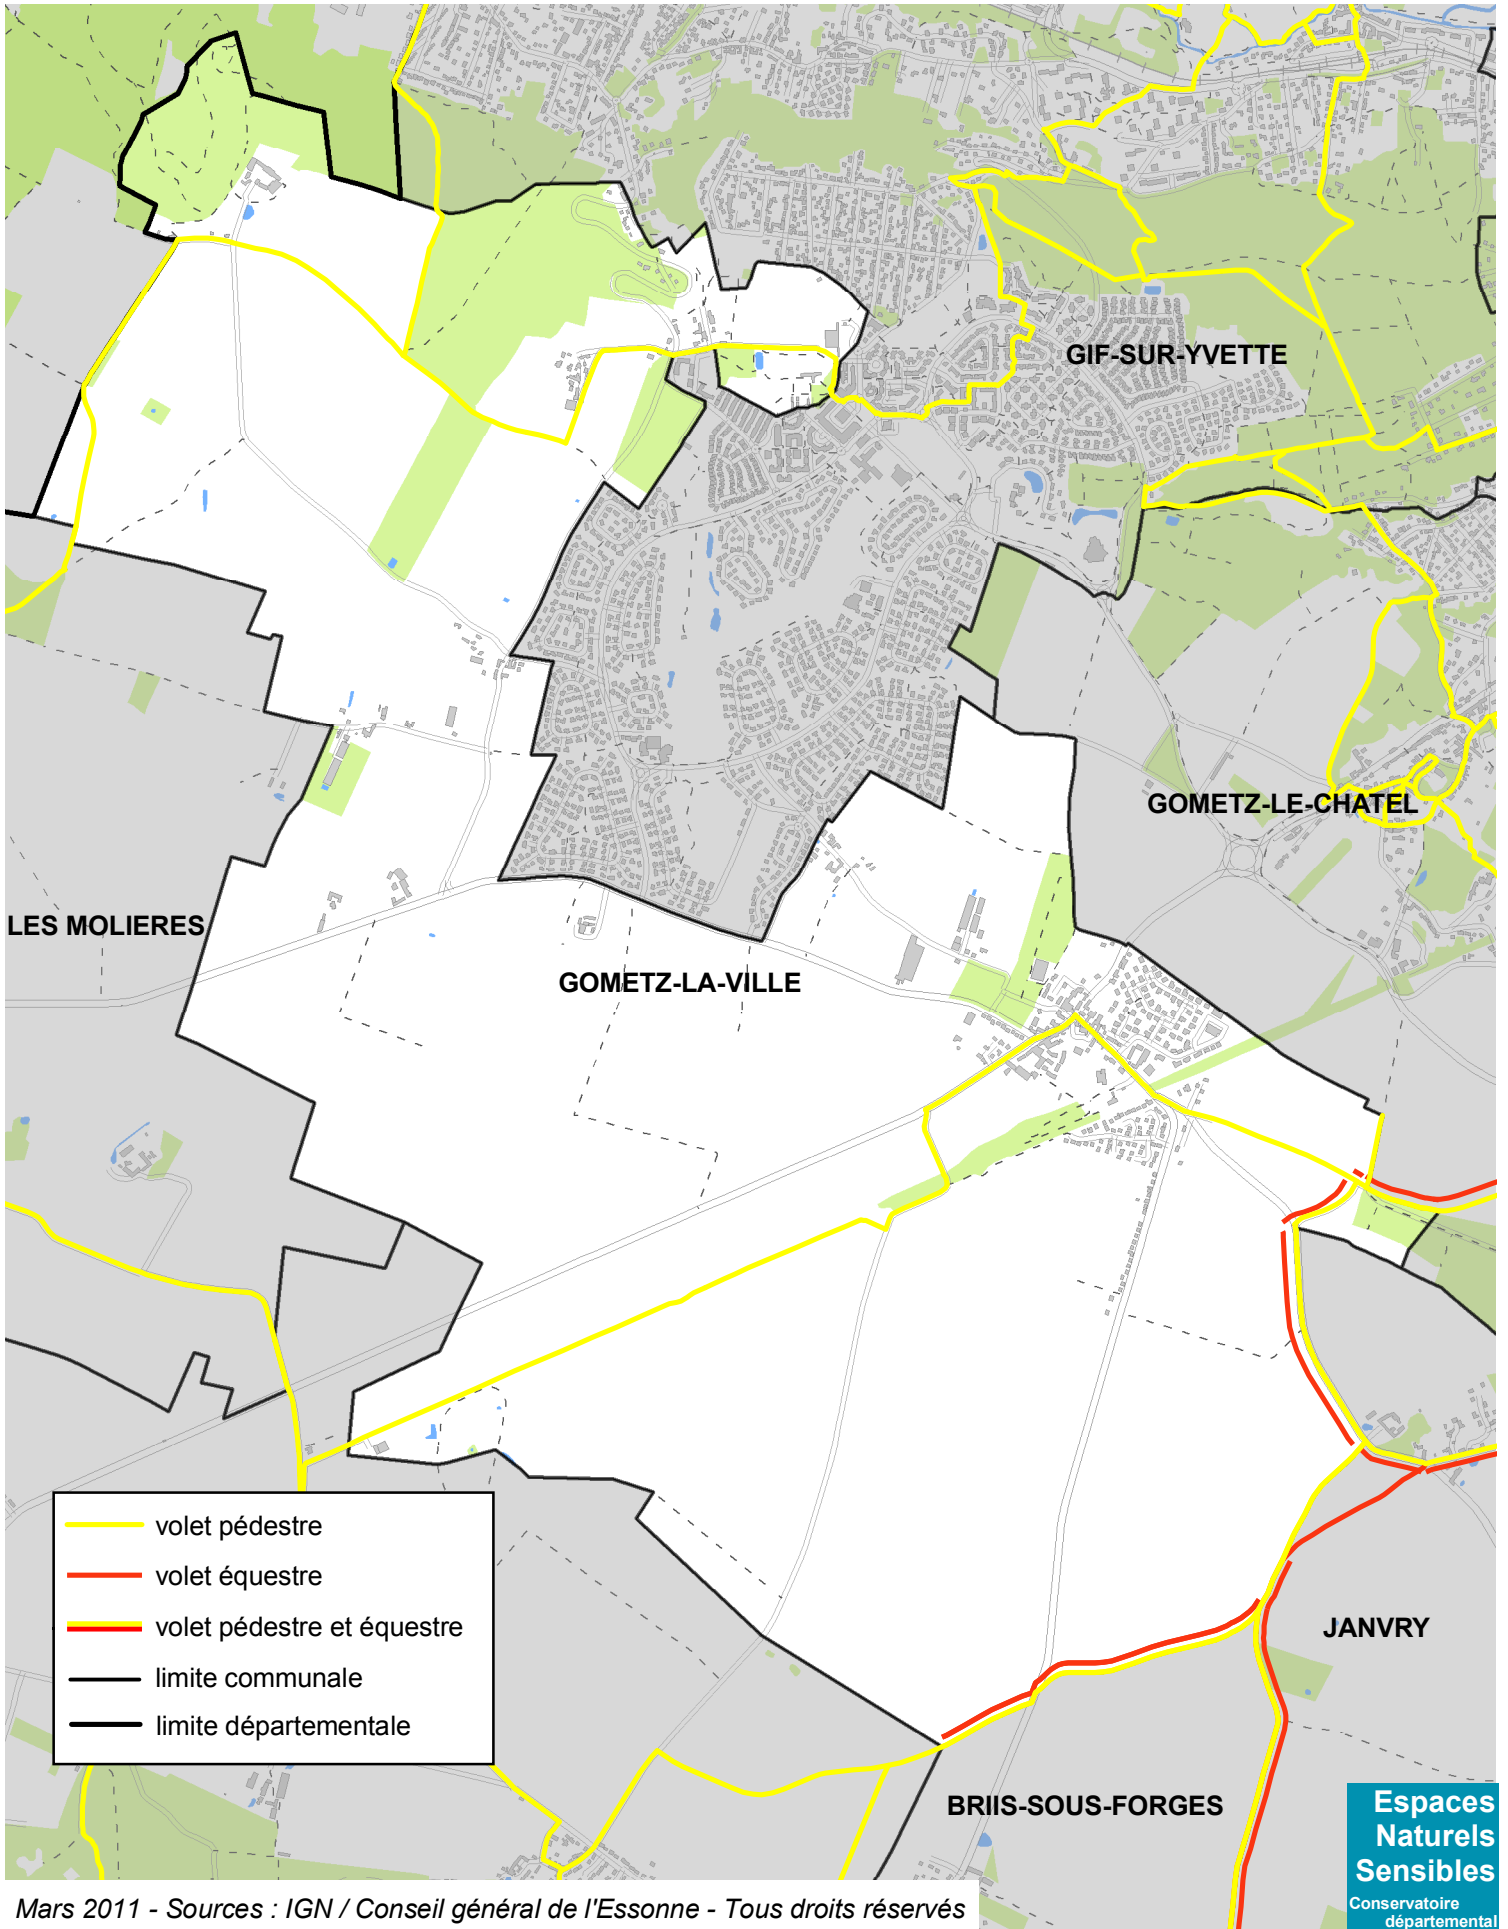 GIF-SUR-YVETTE
GOMETZ-LE-CHATEL
LES MOLIERES
GOMETZ-LA-VILLE
volet pédestre
volet équestre
volet pédestre et équestre
limite communale
limite départementale
JANVRY
BRIIS-SOUS-FORGES
Espaces
Naturels
Sensibles
Conservatoire
départemental
Mars 2011 - Sources : IGN / Conseil général de l'Essonne - Tous droits réservés